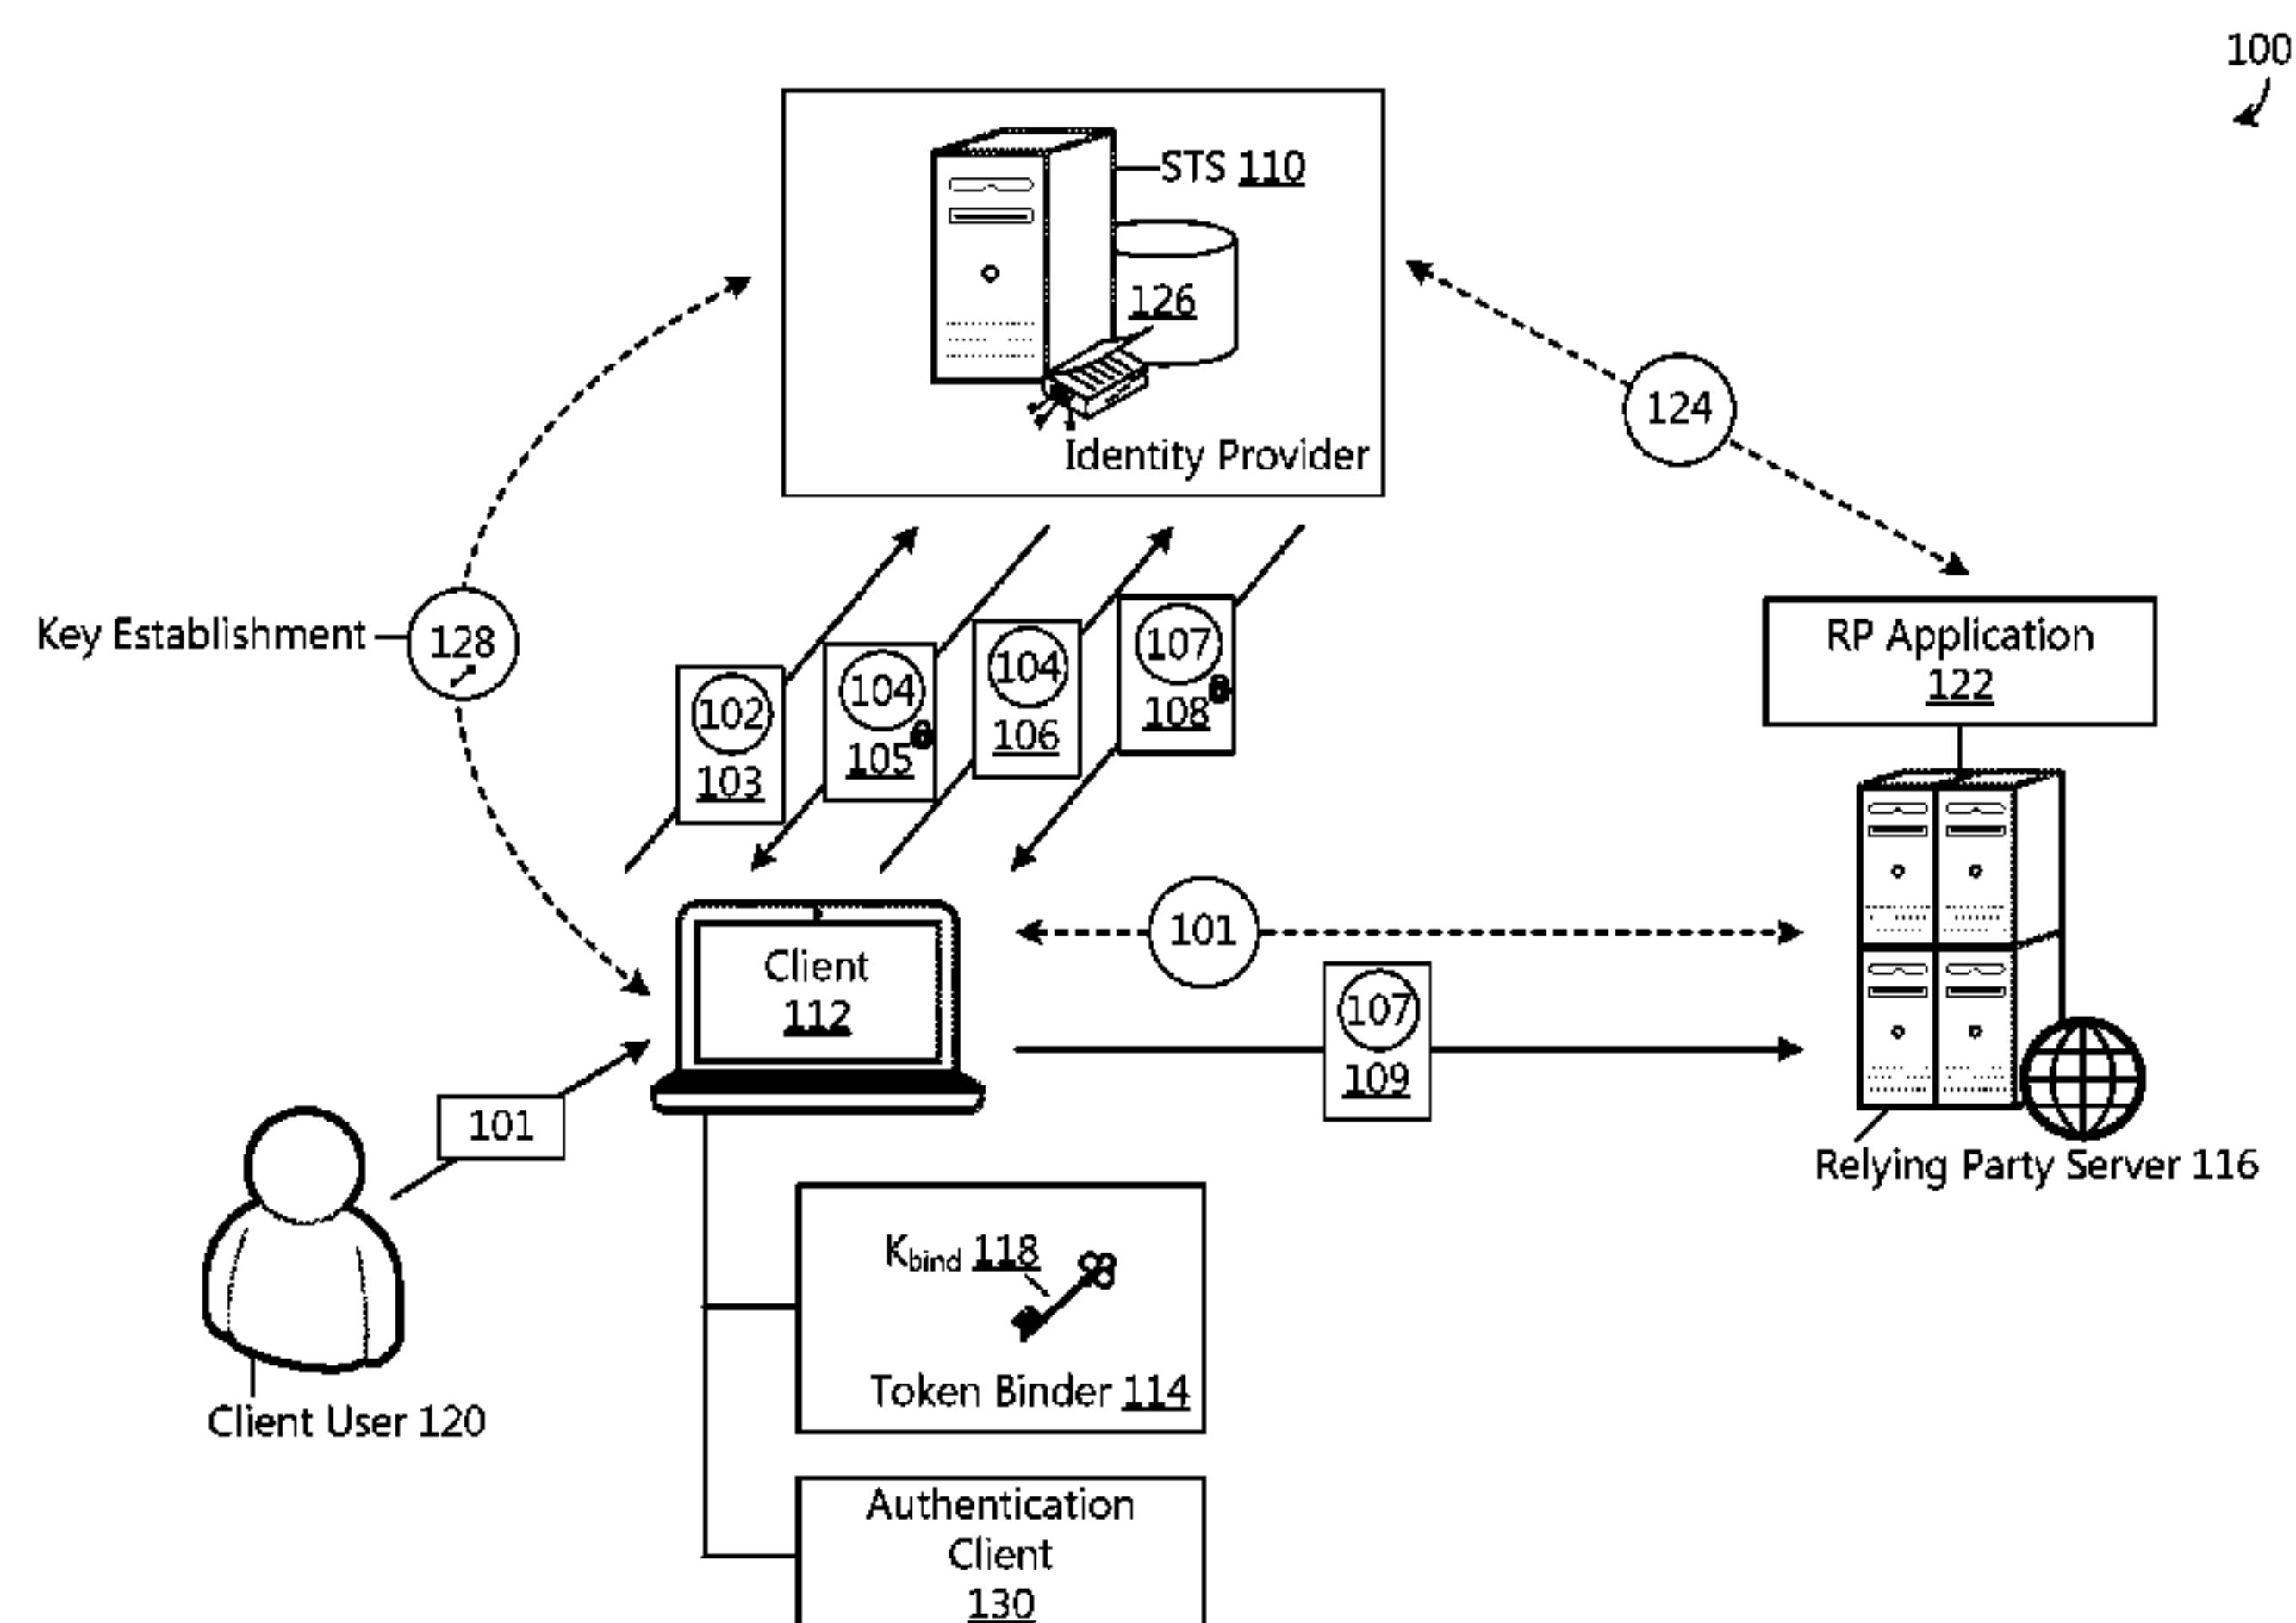 100
STS 110
126
Identity Provider
124
Key Establishment
128
RP Application
122
102
103
104
105
104
106
107
108
101
Client
112
107
109
101
Relying Party Server 116
Kbind 118
Token Binder 114
Client User 120
Authentication
Client
130